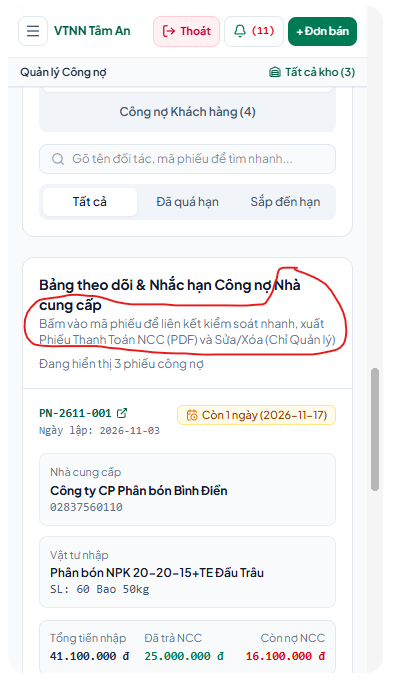 VTNN Tâm An
Thoát
(11)
+ Đơn bán
Quản lý Công nợ
Tất cả kho (3)
Công nợ Khách hàng (4)
Gõ tên đối tác, mã phiếu để tìm nhanh...
Tất cả
Đã quá hạn
Sắp đến hạn
Bảng theo dõi & Nhắc hạn Công nợ Nhà
cung cấp
Bấm vào mã phiếu để liên kết kiểm soát nhanh, xuất
Phiếu Thanh Toán NCC (PDF) và Sửa/Xóa (Chỉ Quản lý)
Đang hiển thị 3 phiếu công nợ
PN-2611-001
Còn 1 ngày (2026-11-17)
Ngày lập: 2026-11-03
Nhà cung cấp
Công ty CP Phân bón Bình Điền
02837560110
Vật tư nhập
Phân bón NPK 20-20-15+TE Đầu Trâu
SL: 60 Bao 50kg
Tổng tiền nhập
Đã trả NCC
Còn nợ NCC
41.100.000 đ
25.000.000 đ
16.100.000 đ